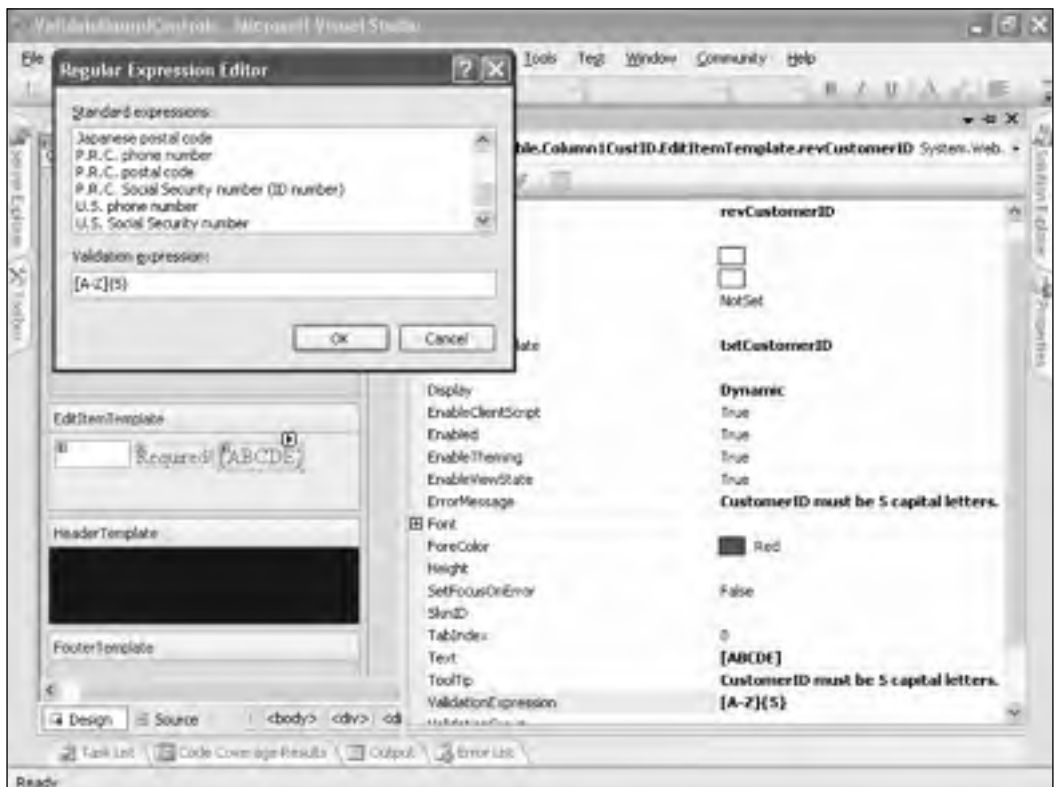 ValidateBoundControls - Microsoft Visual Studio
File
Tools Test Window Community Help
Regular Expression Editor
Standard expressions:
Japanese postal code
P.R.C. phone number
P.R.C. postal code
P.R.C. Social Security number (ID number)
U.S. phone number
U.S. Social Security number
Validation expression:
[A-Z]{5}
OK Cancel
ble.Column1CustID.EditItemTemplate.revCustomerID System.Web.
revCustomerID
NotSet
late txtCustomerID
Display Dynamic
EnableClientScript True
Enabled True
EnableTheming True
EnableViewState True
ErrorMessage CustomerID must be 5 capital letters.
Font
ForeColor Red
Height
SetFocusOnError False
SkinID
TabIndex 0
Text [ABCDE]
ToolTip CustomerID must be 5 capital letters.
ValidationExpression [A-Z]{5}
EditItemTemplate
Required! [ABCDE]
HeaderTemplate
FooterTemplate
Design Source <body> <div> <di
Task List Code Coverage Results Output Error List
Ready
Server Explorer
Toolbox
Solution Explorer
Properties